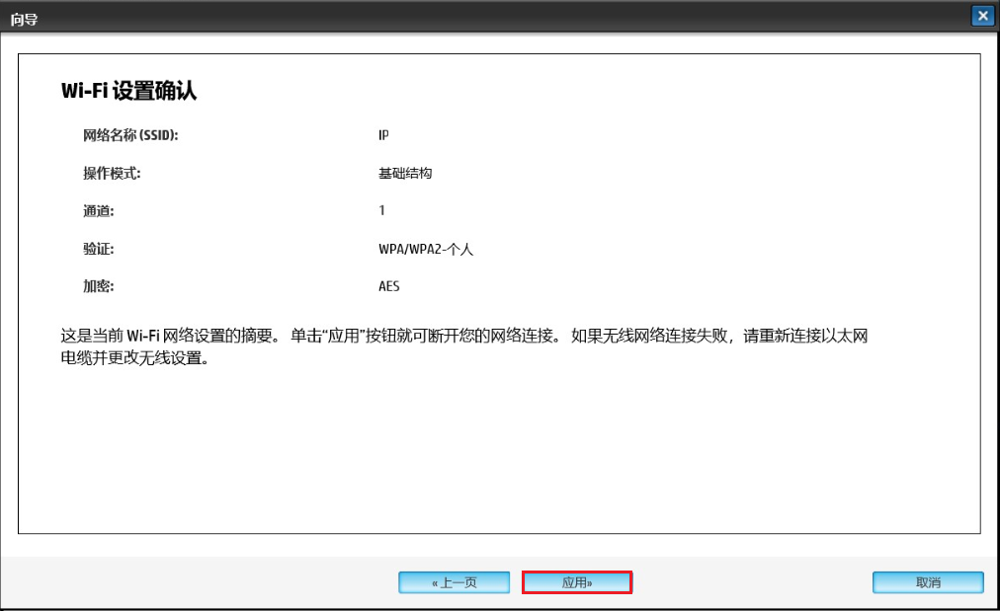 向导
Wi-Fi 设置确认
网络名称 (SSID): IP
操作模式: 基础结构
通道: 1
验证: WPA/WPA2-个人
加密: AES
这是当前 Wi-Fi 网络设置的摘要。 单击“应用”按钮就可断开您的网络连接。 如果无线网络连接失败，请重新连接以太网
电缆并更改无线设置。
« 上一页 应用» 取消